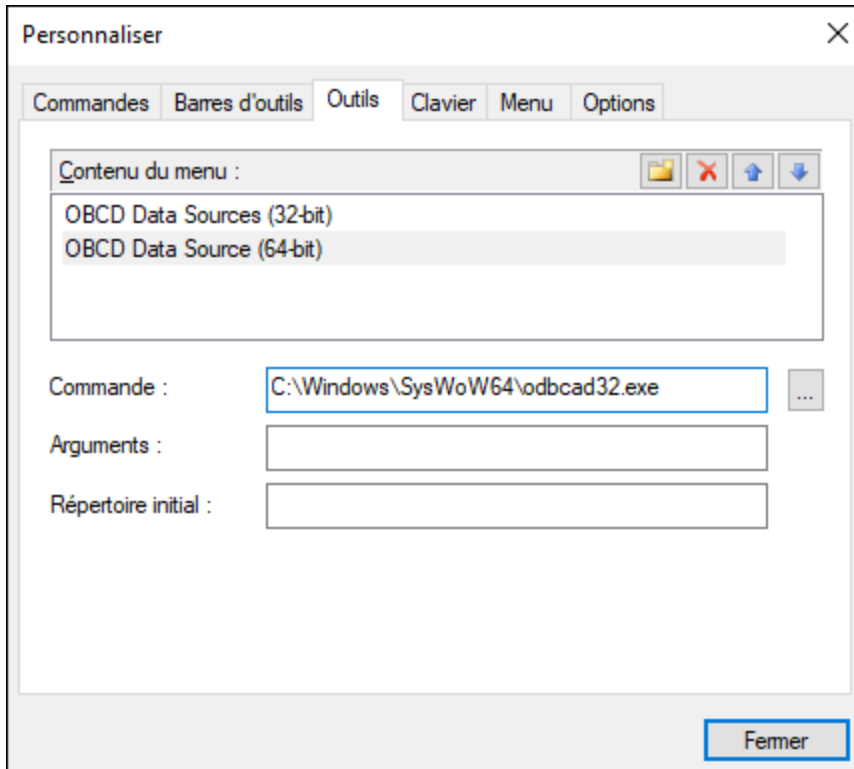 Personnaliser
Commandes Barres d'outils Outils Clavier Menu Options
Contenu du menu :
OBCD Data Sources (32-bit)
OBCD Data Source (64-bit)
Commande : C:\Windows\SysWoW64\odbcad32.exe ...
Arguments :
Répertoire initial :
Fermer